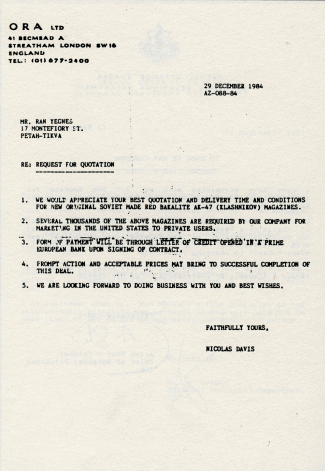 ORA LTD
41 BECMEAD A
STREATHAM LONDON SW16
ENGLAND
TEL.: (01) 677-2400
29 DECEMBER 1984
AZ-088-84
MR. RAN YEGNES
17 MONTEFIORY ST.
PETAH-TIKVA
RE: REQUEST FOR QUOTATION
1. WE WOULD APPRECIATE YOUR BEST QUOTATION AND DELIVERY TIME AND CONDITIONS
FOR NEW ORIGINAL SOVIET MADE RED BAKALITE AK-47 (KLASHNIKOV) MAGAZINES.
2. SEVERAL THOUSANDS OF THE ABOVE MAGAZINES ARE REQUIRED BY OUR COMPANY FOR
MARKETING IN THE UNITED STATES TO PRIVATE USERS.
3. FORM OF PAYMENT WILL BE THROUGH LETTER OF CREDIT OPENED IN A PRIME
EUROPEAN BANK UPON SIGNING OF CONTRACT.
4. PROMPT ACTION AND ACCEPTABLE PRICES MAY BRING TO SUCCESSFUL COMPLETION OF
THIS DEAL.
5. WE ARE LOOKING FORWARD TO DOING BUSINESS WITH YOU AND BEST WISHES.
FAITHFULLY YOURS,
NICOLAS DAVIS